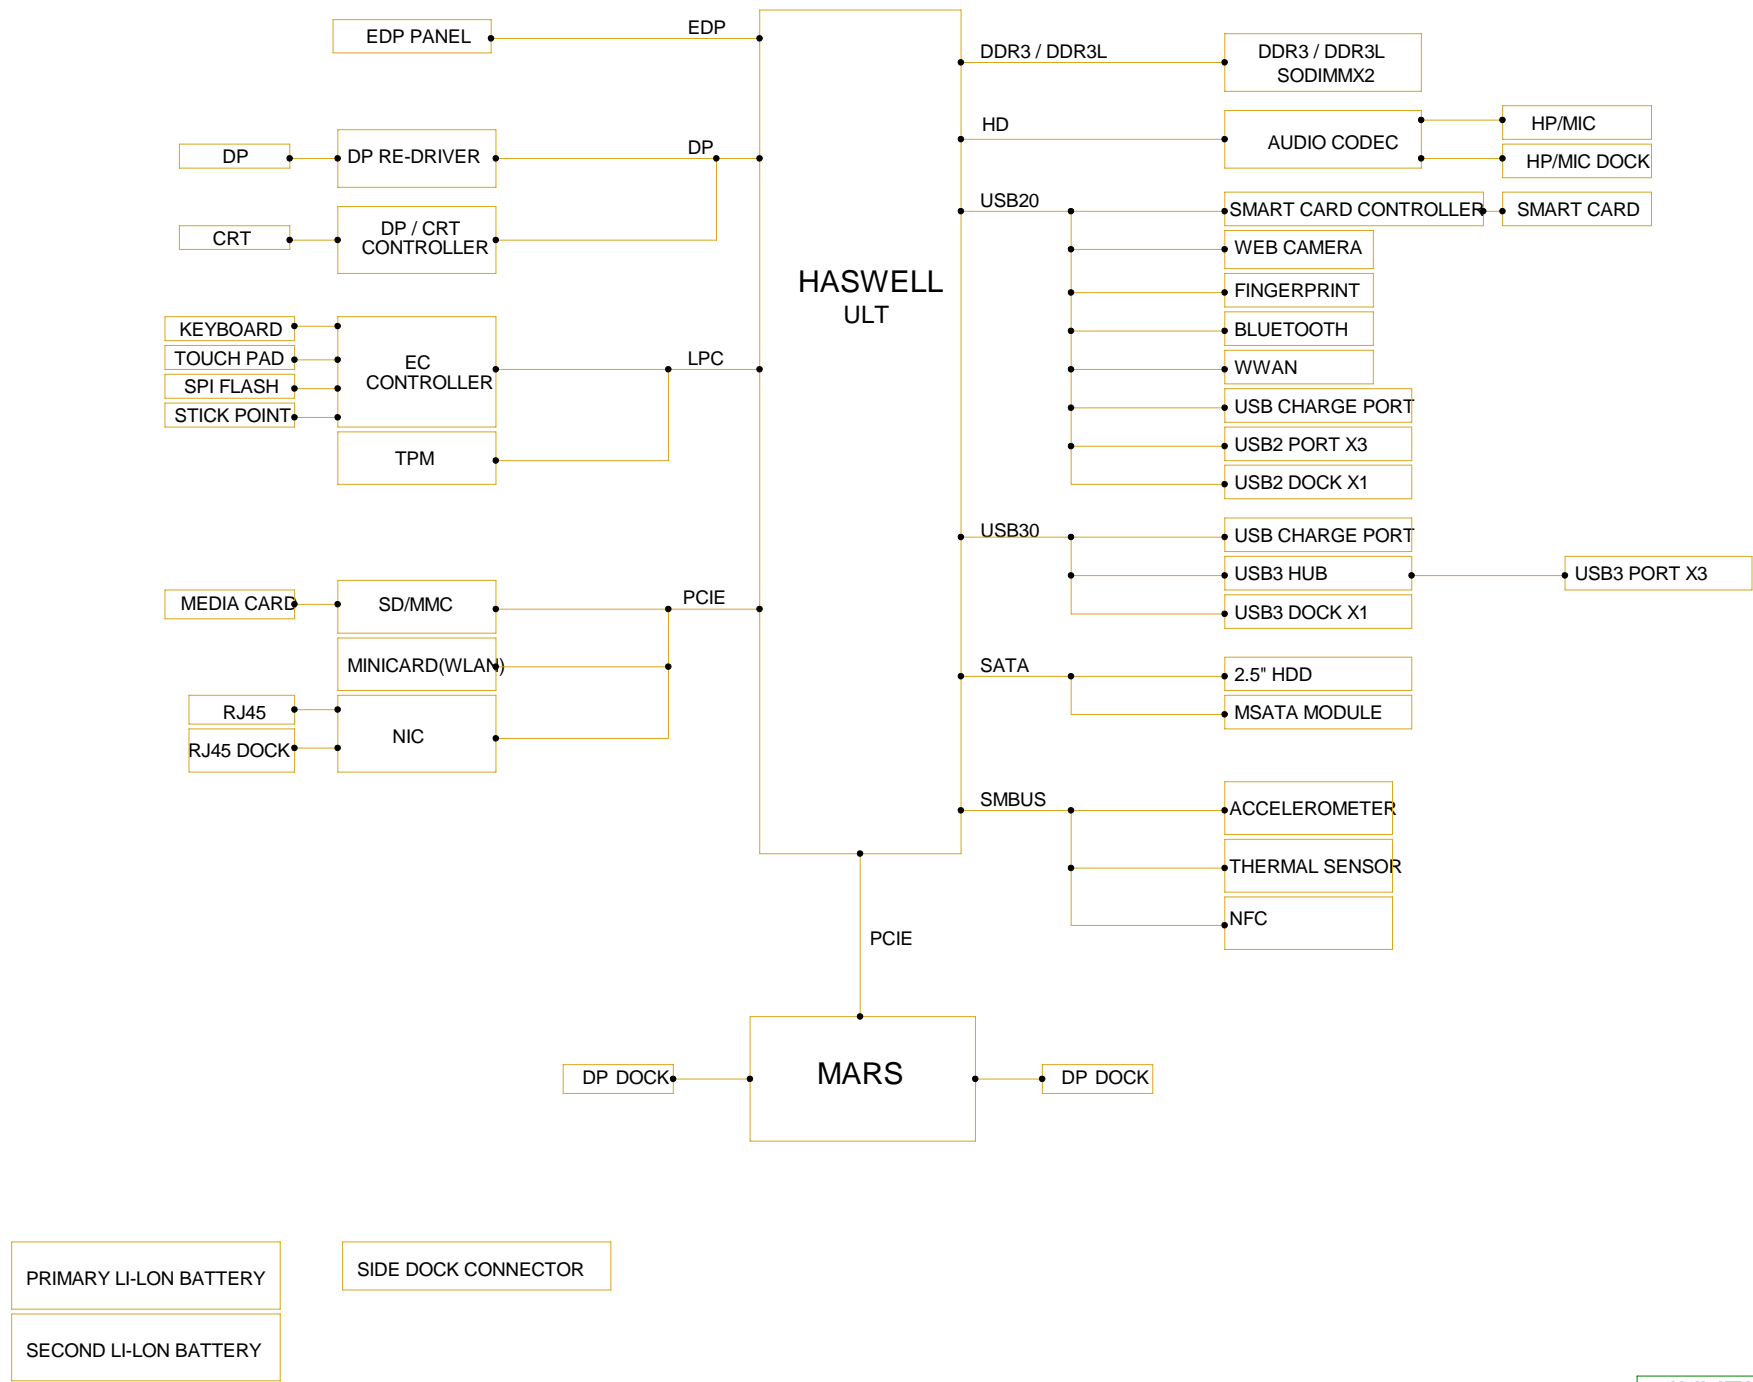 EDP PANEL
EDP
DDR3 / DDR3L
DDR3 / DDR3L
SODIMMX2
HD
AUDIO CODEC
HP/MIC
HP/MIC DOCK
DP
DP RE-DRIVER
DP
CRT
DP / CRT
CONTROLLER
USB20
SMART CARD CONTROLLER
SMART CARD
WEB CAMERA
FINGERPRINT
BLUETOOTH
WWAN
USB CHARGE PORT
USB2 PORT X3
USB2 DOCK X1
HASWELL
ULT
KEYBOARD
TOUCH PAD
SPI FLASH
STICK POINT
EC
CONTROLLER
LPC
TPM
USB30
USB CHARGE PORT
USB3 HUB
USB3 PORT X3
USB3 DOCK X1
MEDIA CARD
SD/MMC
PCIE
MINICARD(WLAN)
RJ45
RJ45 DOCK
NIC
SATA
2.5" HDD
MSATA MODULE
SMBUS
ACCELEROMETER
THERMAL SENSOR
NFC
PCIE
DP DOCK
MARS
DP DOCK
PRIMARY LI-LON BATTERY
SIDE DOCK CONNECTOR
SECOND LI-LON BATTERY